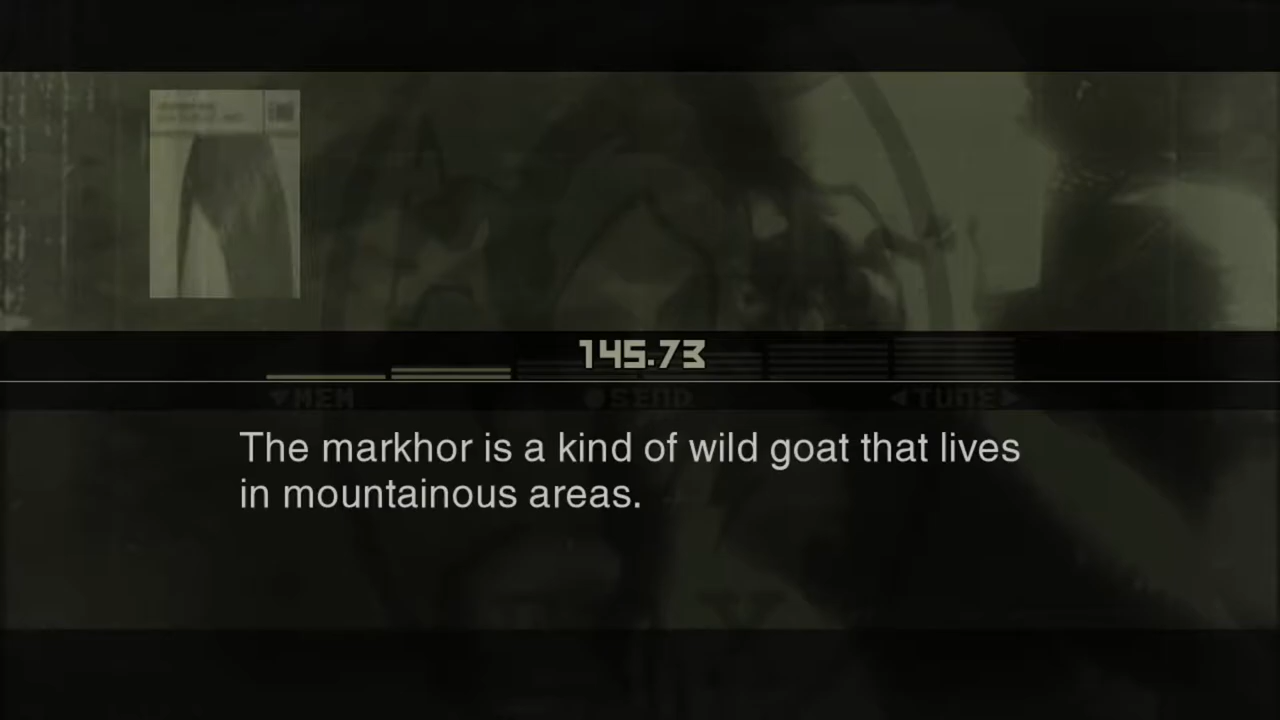 145.73
▼MEM
●SEND
◀TUNE▶
The markhor is a kind of wild goat that lives
in mountainous areas.